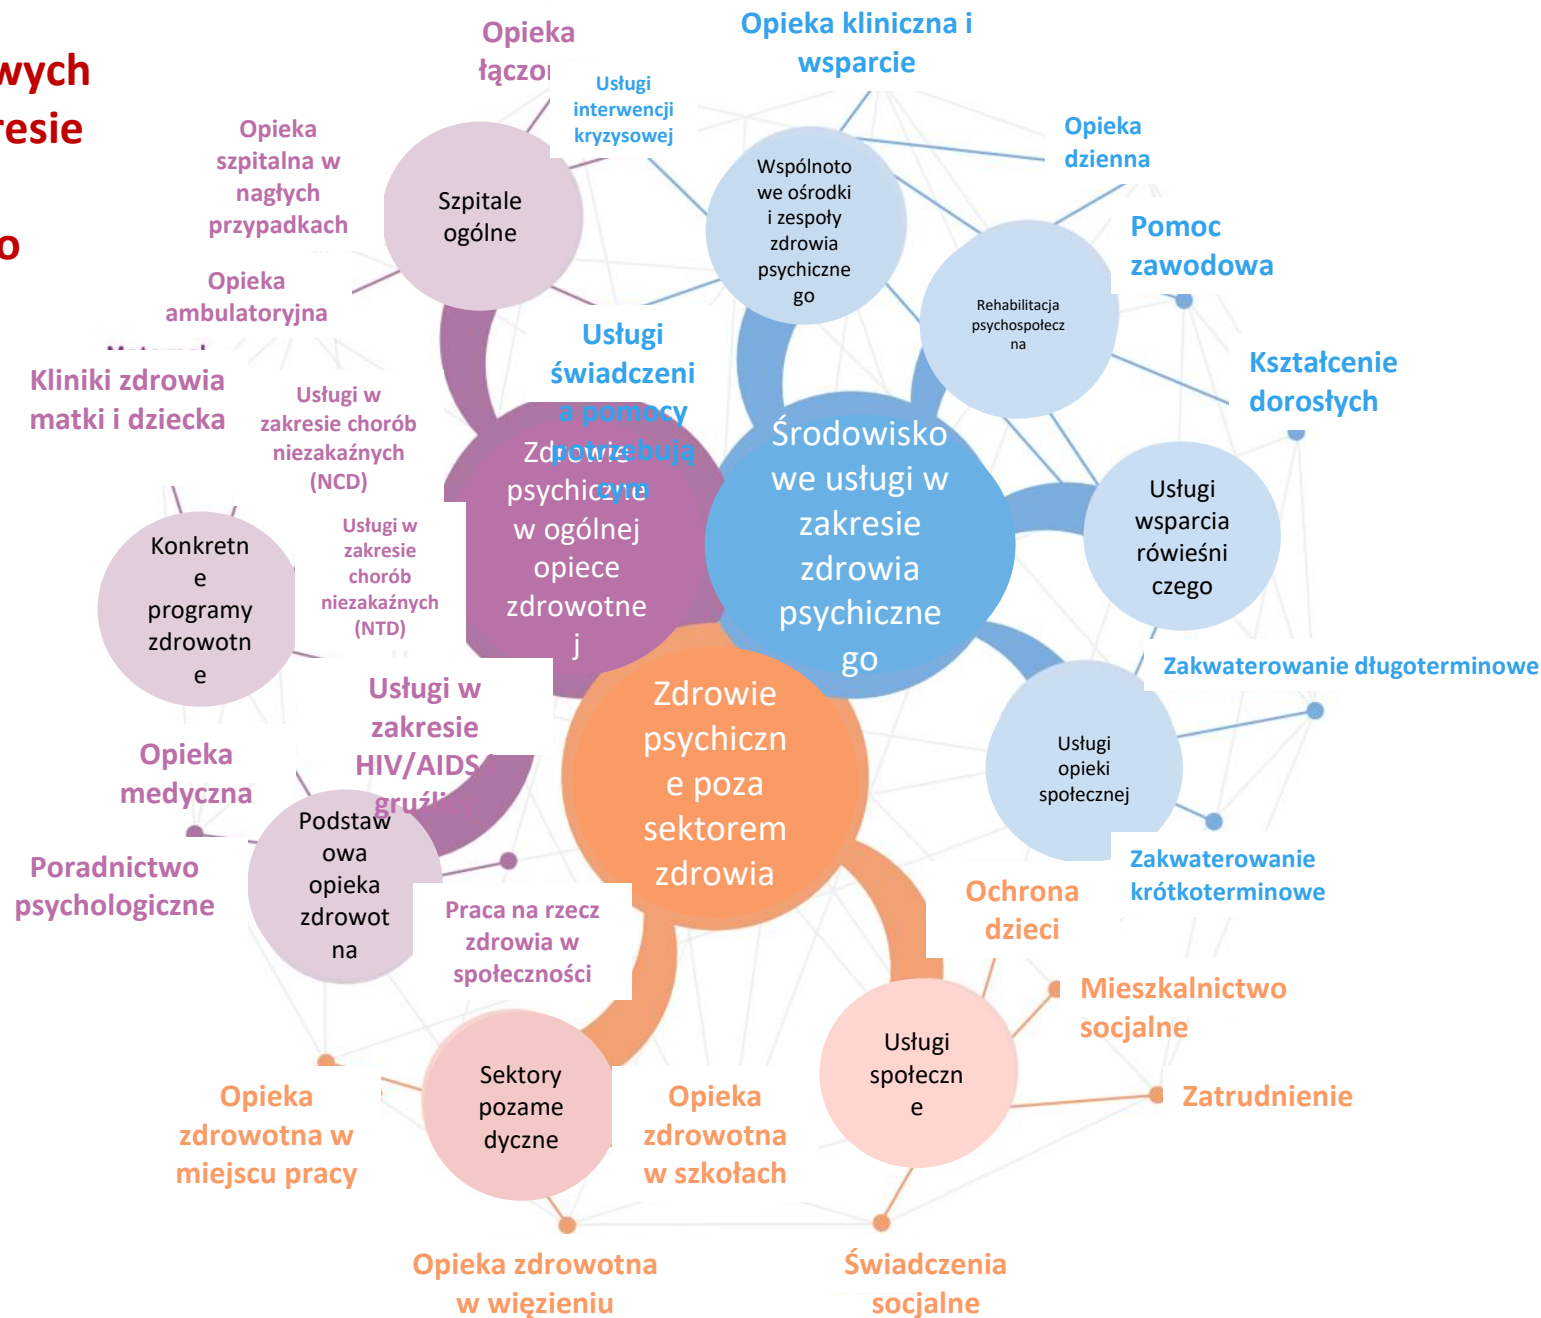 Opieka
Opieka kliniczna i
wsparcie
Usługi
interwencji
kryzysowej
Opieka
szpitalna w
nagłych
przypadkach
Szpitale
ogólne
Wspólnoto
we ośrodki
i zespoły
zdrowia
psychiczne
go
Opieka
dzienna
Pomoc
zawodowa
Opieka
ambulatoryjna
Rehabilitacja
psychospołecz
na
Usługi
świadczeni
a pomocy
potrzebują
cym
Kształcenie
dorosłych
Kliniki zdrowia
matki i dziecka
Usługi w
zakresie chorób
niezakaźnych
(NCD)
Zdrowie
psychiczne
w ogólnej
opiece
zdrowotne
j
Środowisko
we usługi w
zakresie
zdrowia
psychiczne
go
Usługi
wsparcia
rówieśni
czego
Konkretn
e
programy
zdrowotn
e
Usługi w
zakresie
chorób
niezakaźnych
(NTD)
Zakwaterowanie długoterminowe
Usługi w
zakresie
HIV/AIDS
Zdrowie
psychiczn
e poza
sektorem
zdrowia
Usługi
opieki
społecznej
Opieka
medyczna
Podstaw
owa
opieka
zdrowot
na
Poradnictwo
psychologiczne
Zakwaterowanie
krótkoterminowe
Ochrona
dzieci
Praca na rzecz
zdrowia w
społeczności
Mieszkalnictwo
socjalne
Usługi
społeczn
e
Sektory
pozame
dyczne
Opieka
zdrowotna w
miejscu pracy
Opieka
zdrowotna
w szkołach
Zatrudnienie
Opieka zdrowotna
w więzieniu
Świadczenia
socjalne